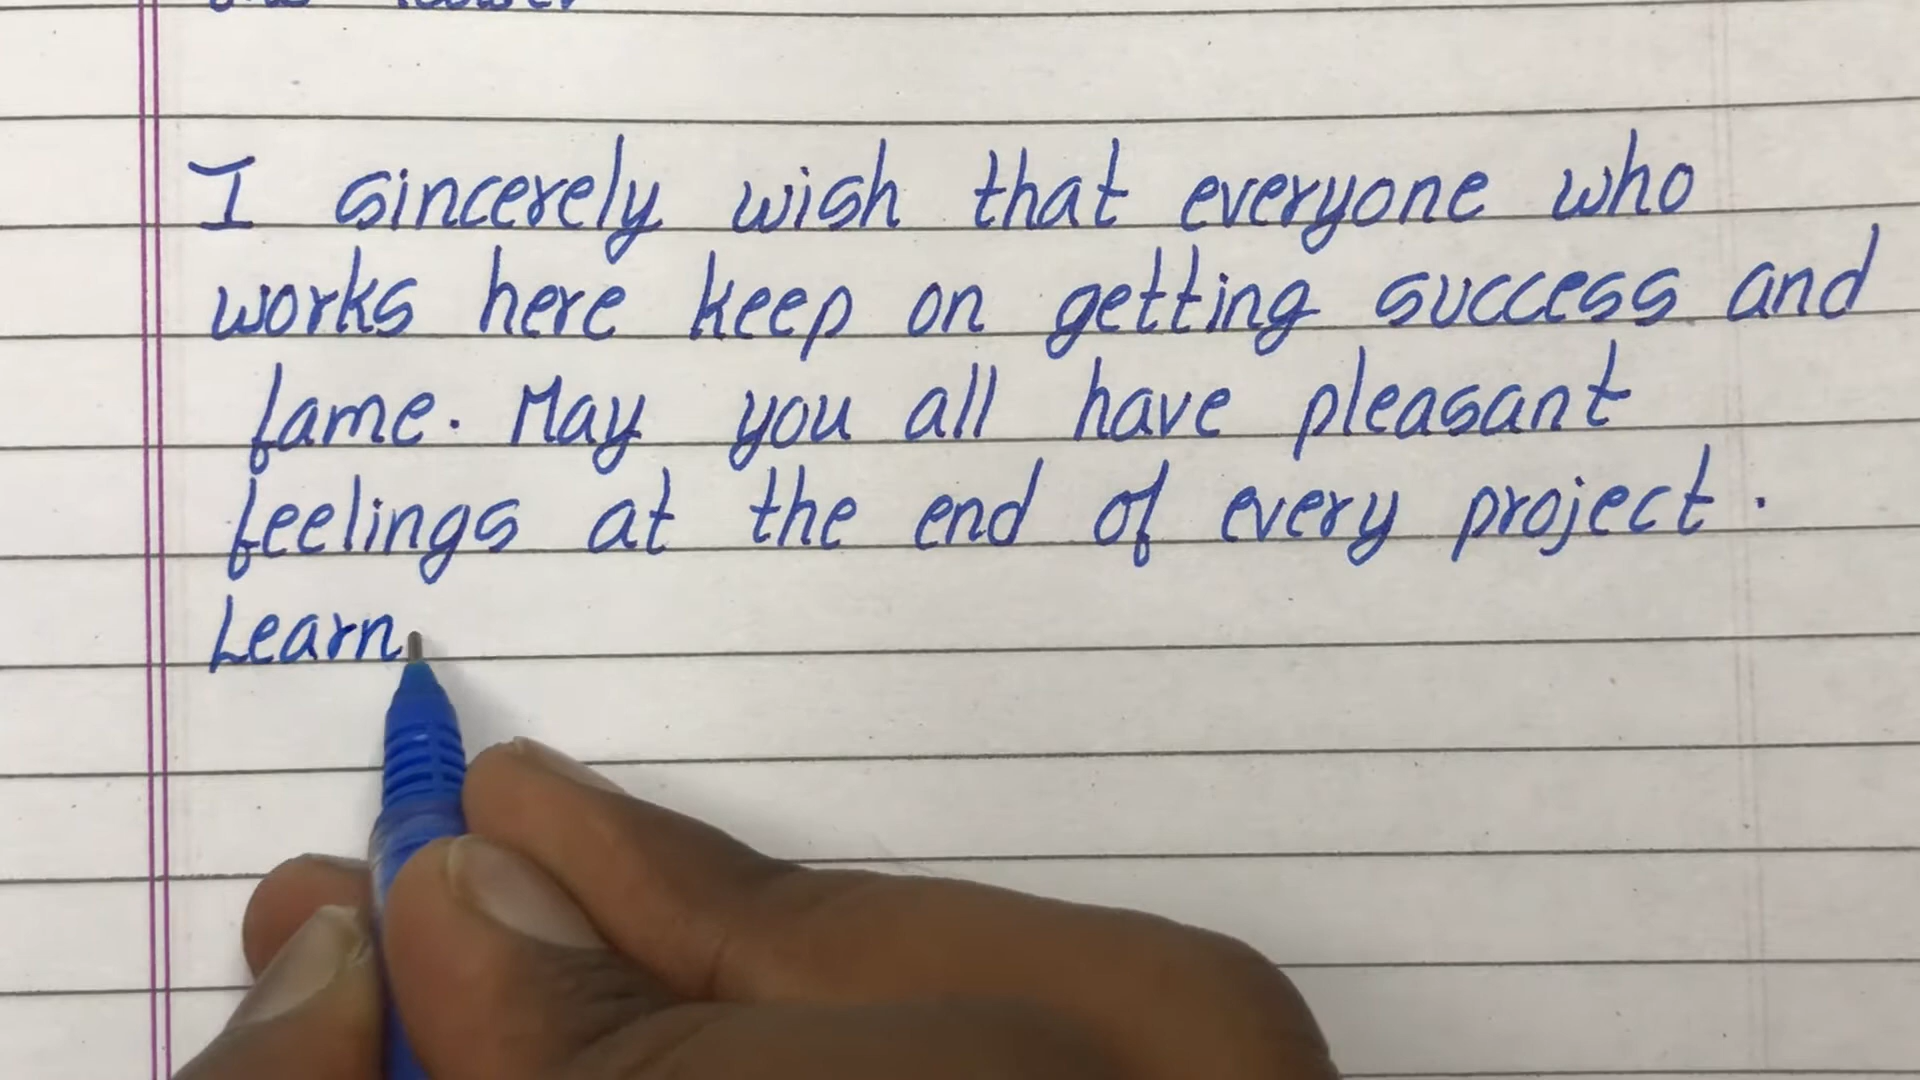 I sincerely wish that everyone who
works here keep on getting success and
fame. May you all have pleasant
feelings at the end of every project.
Learn